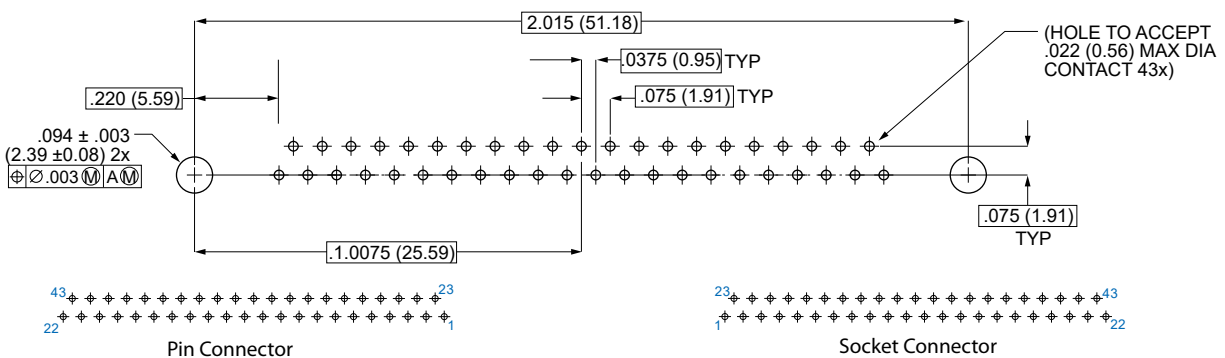 2.015 (51.18)
(HOLE TO ACCEPT
.022 (0.56) MAX DIA
CONTACT 43x)
.0375 (0.95) TYP
.075 (1.91) TYP
.220 (5.59)
.094 ± .003
(2.39 ±0.08) 2x
⌖ ∅.003 Ⓜ A Ⓜ
.075 (1.91)
TYP
.1.0075 (25.59)
43 23
22 1
Pin Connector
23 43
1 22
Socket Connector